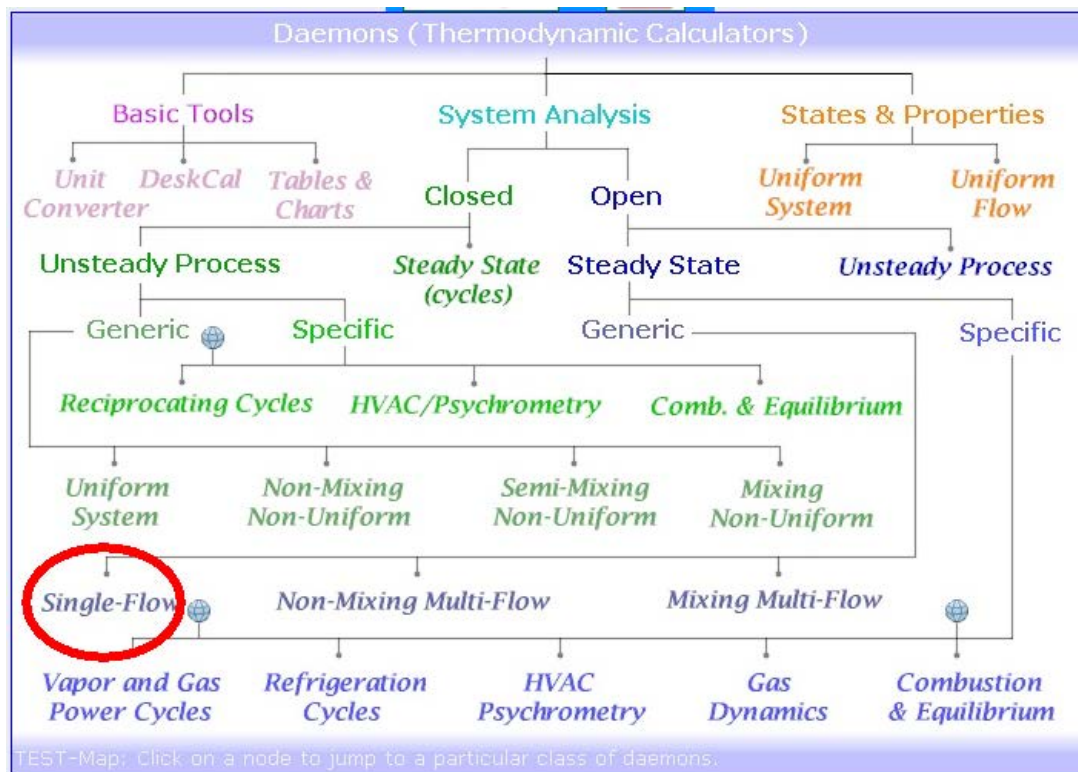 Daemons (Thermodynamic Calculators)
Basic Tools
System Analysis
States & Properties
Unit
Converter
DeskCal
Tables &
Charts
Closed
Open
Uniform
System
Uniform
Flow
Unsteady Process
Steady State
(cycles)
Steady State
Unsteady Process
Generic
Specific
Generic
Specific
Reciprocating Cycles
HVAC/Psychrometry
Comb. & Equilibrium
Uniform
System
Non-Mixing
Non-Uniform
Semi-Mixing
Non-Uniform
Mixing
Non-Uniform
Single-Flow
Non-Mixing Multi-Flow
Mixing Multi-Flow
Vapor and Gas
Power Cycles
Refrigeration
Cycles
HVAC
Psychrometry
Gas
Dynamics
Combustion
& Equilibrium
TEST-Map: Click on a node to jump to a particular class of daemons.